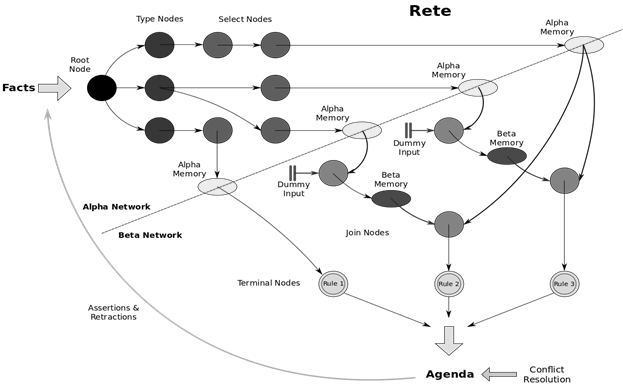 Rete
Type Nodes
Select Nodes
Alpha
Memory
Root
Node
Facts
Alpha
Memory
Alpha
Memory
Dummy
Input
Beta
Memory
Alpha
Memory
Dummy
Input
Beta
Memory
Alpha Network
Beta Network
Join Nodes
Terminal Nodes
Rule 1
Rule 2
Rule 3
Assertions &
Retractions
Agenda
Conflict
Resolution